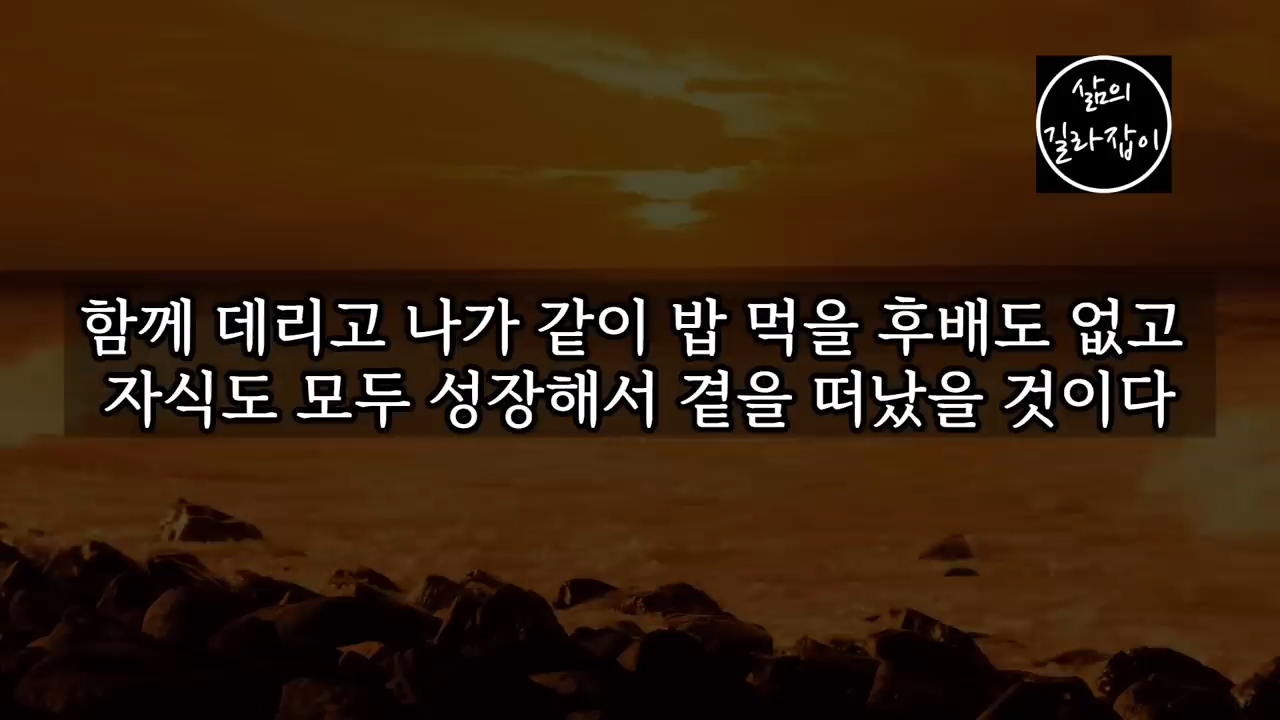 삶의
길라잡이
함께 데리고 나가 같이 밥 먹을 후배도 없고
자식도 모두 성장해서 곁을 떠났을 것이다